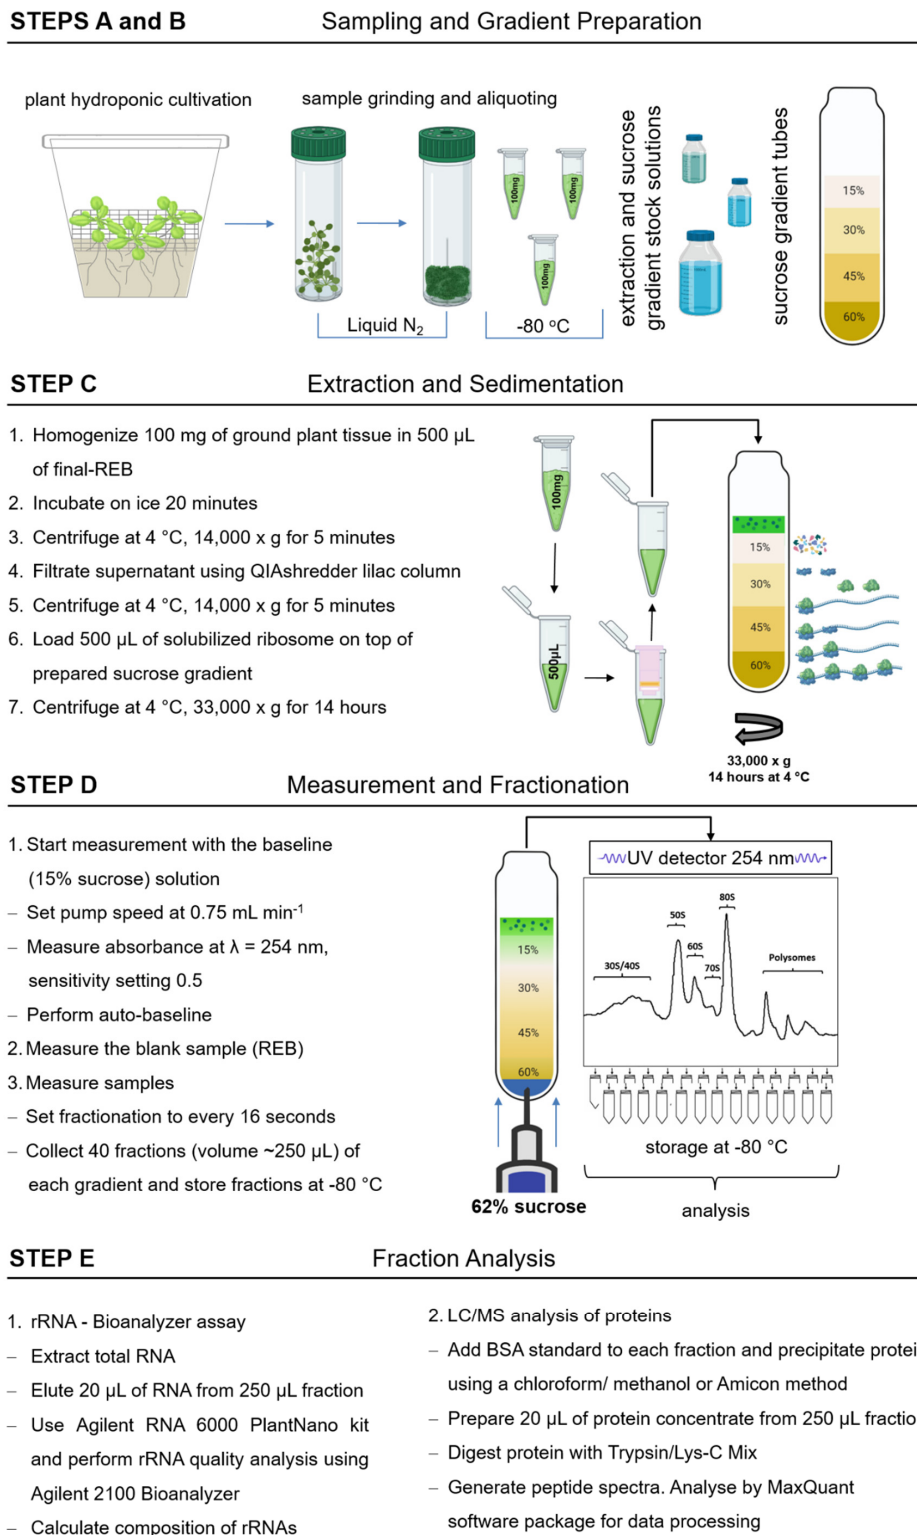 STEPS A and B
Sampling and Gradient Preparation
plant hydroponic cultivation
sample grinding and aliquoting
100mg
100mg
100mg
Liquid N₂
-80 °C
extraction and sucrose
gradient stock solutions
sucrose gradient tubes
15%
30%
45%
60%
STEP C
Extraction and Sedimentation
1. Homogenize 100 mg of ground plant tissue in 500 µL
of final-REB
2. Incubate on ice 20 minutes
3. Centrifuge at 4 °C, 14,000 x g for 5 minutes
4. Filtrate supernatant using QIAshredder lilac column
5. Centrifuge at 4 °C, 14,000 x g for 5 minutes
6. Load 500 µL of solubilized ribosome on top of
prepared sucrose gradient
7. Centrifuge at 4 °C, 33,000 x g for 14 hours
100mg
500µL
15%
30%
45%
60%
33,000 x g
14 hours at 4 °C
STEP D
Measurement and Fractionation
1. Start measurement with the baseline
(15% sucrose) solution
– Set pump speed at 0.75 mL min⁻¹
– Measure absorbance at λ = 254 nm,
sensitivity setting 0.5
– Perform auto-baseline
2. Measure the blank sample (REB)
3. Measure samples
– Set fractionation to every 16 seconds
– Collect 40 fractions (volume ~250 µL) of
each gradient and store fractions at -80 °C
15%
30%
45%
60%
62% sucrose
UV detector 254 nm
30S/40S
50S
60S
70S
80S
Polysomes
storage at -80 °C
analysis
STEP E
Fraction Analysis
1. rRNA - Bioanalyzer assay
– Extract total RNA
– Elute 20 µL of RNA from 250 µL fraction
– Use Agilent RNA 6000 PlantNano kit
and perform rRNA quality analysis using
Agilent 2100 Bioanalyzer
– Calculate composition of rRNAs
2. LC/MS analysis of proteins
– Add BSA standard to each fraction and precipitate protei
using a chloroform/ methanol or Amicon method
– Prepare 20 µL of protein concentrate from 250 µL fractio
– Digest protein with Trypsin/Lys-C Mix
– Generate peptide spectra. Analyse by MaxQuant
software package for data processing